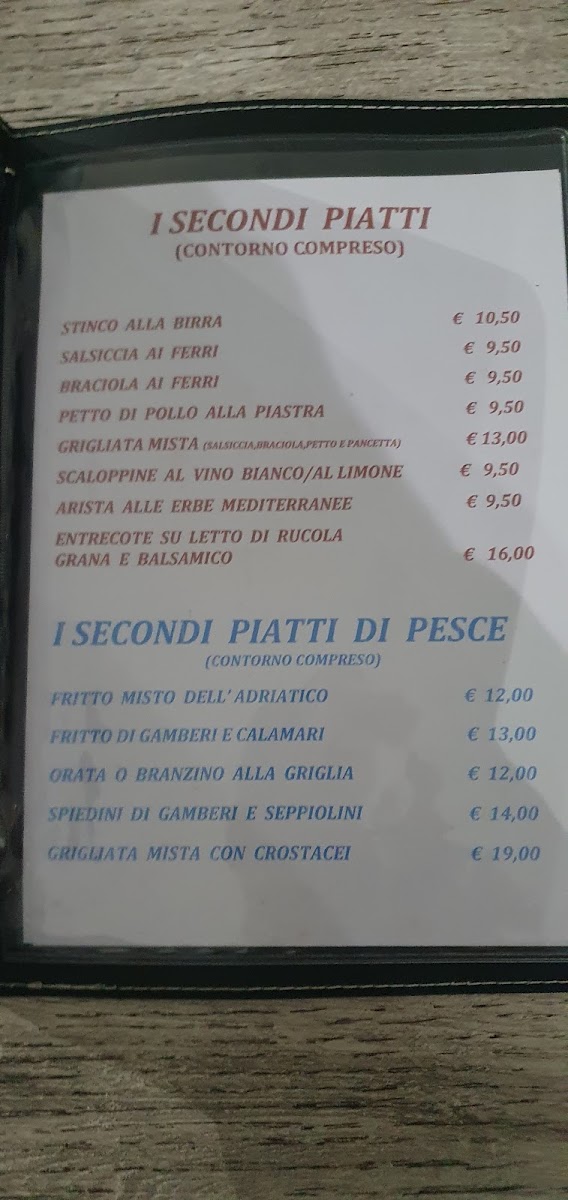 I SECONDI PIATTI
(CONTORNO COMPRESO)
STINCO ALLA BIRRA € 10,50
SALSICCIA AI FERRI € 9,50
BRACIOLA AI FERRI € 9,50
PETTO DI POLLO ALLA PIASTRA € 9,50
GRIGLIATA MISTA (SALSICCIA,BRACIOLA,PETTO E PANCETTA) € 13,00
SCALOPPINE AL VINO BIANCO/AL LIMONE € 9,50
ARISTA ALLE ERBE MEDITERRANEE € 9,50
ENTRECOTE SU LETTO DI RUCOLA
GRANA E BALSAMICO € 16,00
I SECONDI PIATTI DI PESCE
(CONTORNO COMPRESO)
FRITTO MISTO DELL'ADRIATICO € 12,00
FRITTO DI GAMBERI E CALAMARI € 13,00
ORATA O BRANZINO ALLA GRIGLIA € 12,00
SPIEDINI DI GAMBERI E SEPPIOLINI € 14,00
GRIGLIATA MISTA CON CROSTACEI € 19,00